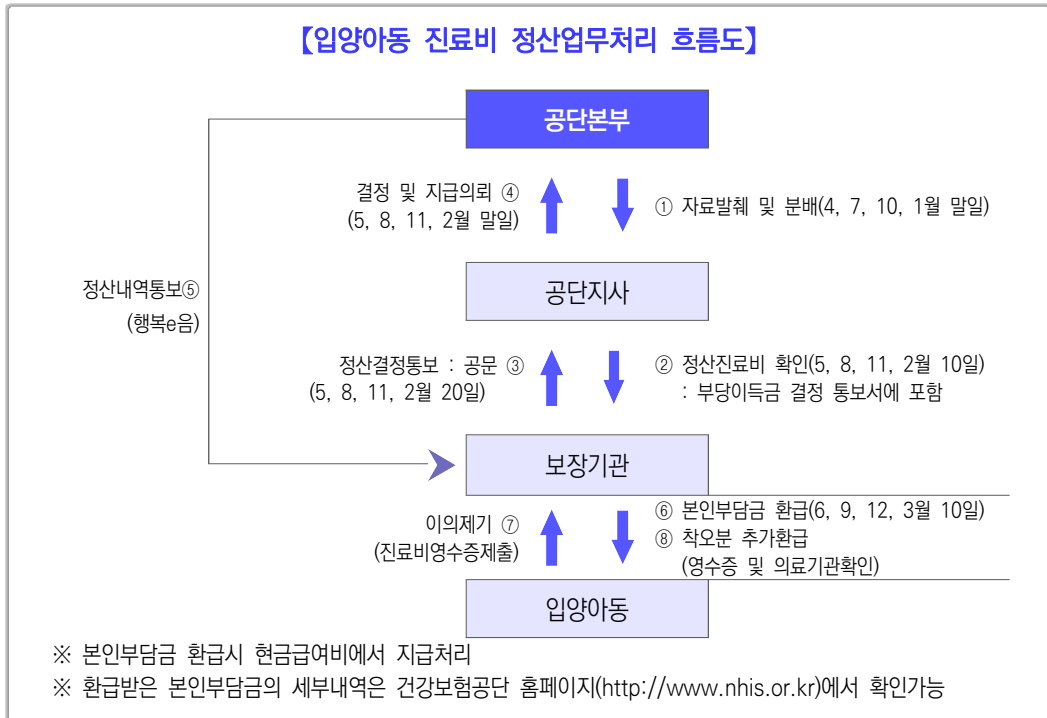 【입양아동 진료비 정산업무처리 흐름도】
공단본부
결정 및 지급의뢰 ④
(5, 8, 11, 2월 말일)
① 자료발췌 및 분배(4, 7, 10, 1월 말일)
공단지사
정산내역통보⑤
(행복e음)
정산결정통보 : 공문 ③
(5, 8, 11, 2월 20일)
② 정산진료비 확인(5, 8, 11, 2월 10일)
: 부당이득금 결정 통보서에 포함
보장기관
이의제기 ⑦
(진료비영수증제출)
⑥ 본인부담금 환급(6, 9, 12, 3월 10일)
⑧ 착오분 추가환급
(영수증 및 의료기관확인)
입양아동
※ 본인부담금 환급시 현금급여비에서 지급처리
※ 환급받은 본인부담금의 세부내역은 건강보험공단 홈페이지(http://www.nhis.or.kr)에서 확인가능